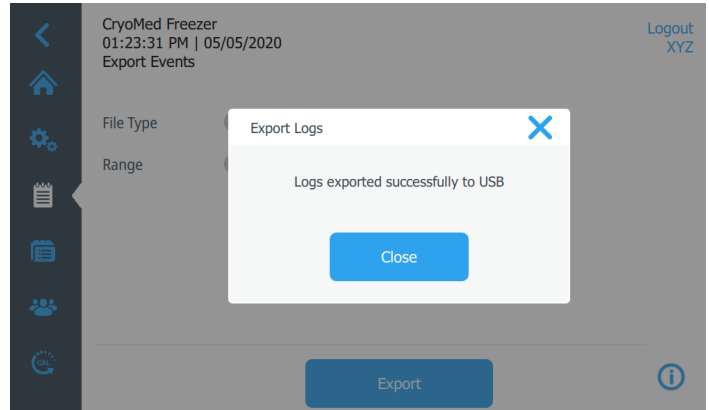 CryoMed Freezer
01:23:31 PM | 05/05/2020
Export Events
Logout
XYZ
File Type
Range
Export Logs
Logs exported successfully to USB
Close
CAL
Export